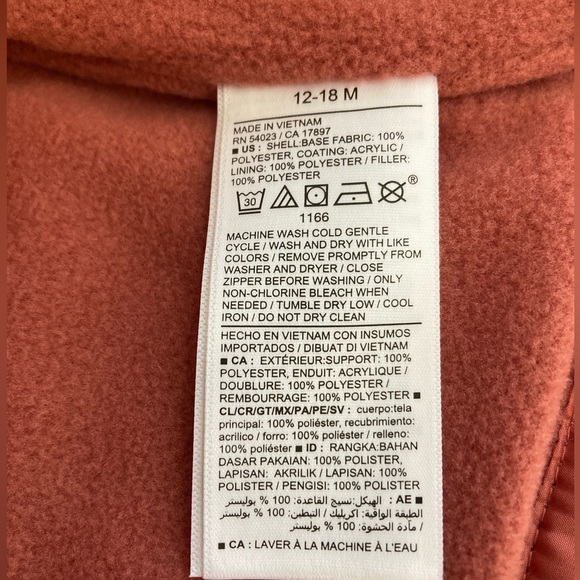 12-18 M
MADE IN VIETNAM
RN 54023 / CA 17897
■ US : SHELL:BASE FABRIC: 100%
POLYESTER, COATING: ACRYLIC /
LINING: 100% POLYESTER / FILLER:
100% POLYESTER
30 ®
1166
MACHINE WASH COLD GENTLE
CYCLE / WASH AND DRY WITH LIKE
COLORS / REMOVE PROMPTLY FROM
WASHER AND DRYER / CLOSE
ZIPPER BEFORE WASHING / ONLY
NON-CHLORINE BLEACH WHEN
NEEDED / TUMBLE DRY LOW / COOL
IRON / DO NOT DRY CLEAN
HECHO EN VIETNAM CON INSUMOS
IMPORTADOS / DIBUAT DI VIETNAM
■ CA : EXTÉRIEUR:SUPPORT: 100%
POLYESTER, ENDUIT: ACRYLIQUE /
DOUBLURE: 100% POLYESTER /
REMBOURRAGE: 100% POLYESTER ■
CL/CR/GT/MX/PA/PE/SV : cuerpo:tela
principal: 100% poliéster, recubrimiento:
acrílico / forro: 100% poliéster / relleno:
100% poliéster ■ ID : RANGKA:BAHAN
DASAR PAKAIAN: 100% POLISTER,
LAPISAN: AKRILIK / LAPISAN: 100%
POLISTER / PENGISI: 100% POLISTER
■ AE : الهيكل:نسيج القاعدة: 100 % بوليستر
الطبقة الواقية: اكريليك / التبطين: 100 % بوليستر
/ مادة الحشوة: 100 % بوليستر
■ CA : LAVER À LA MACHINE À L'EAU